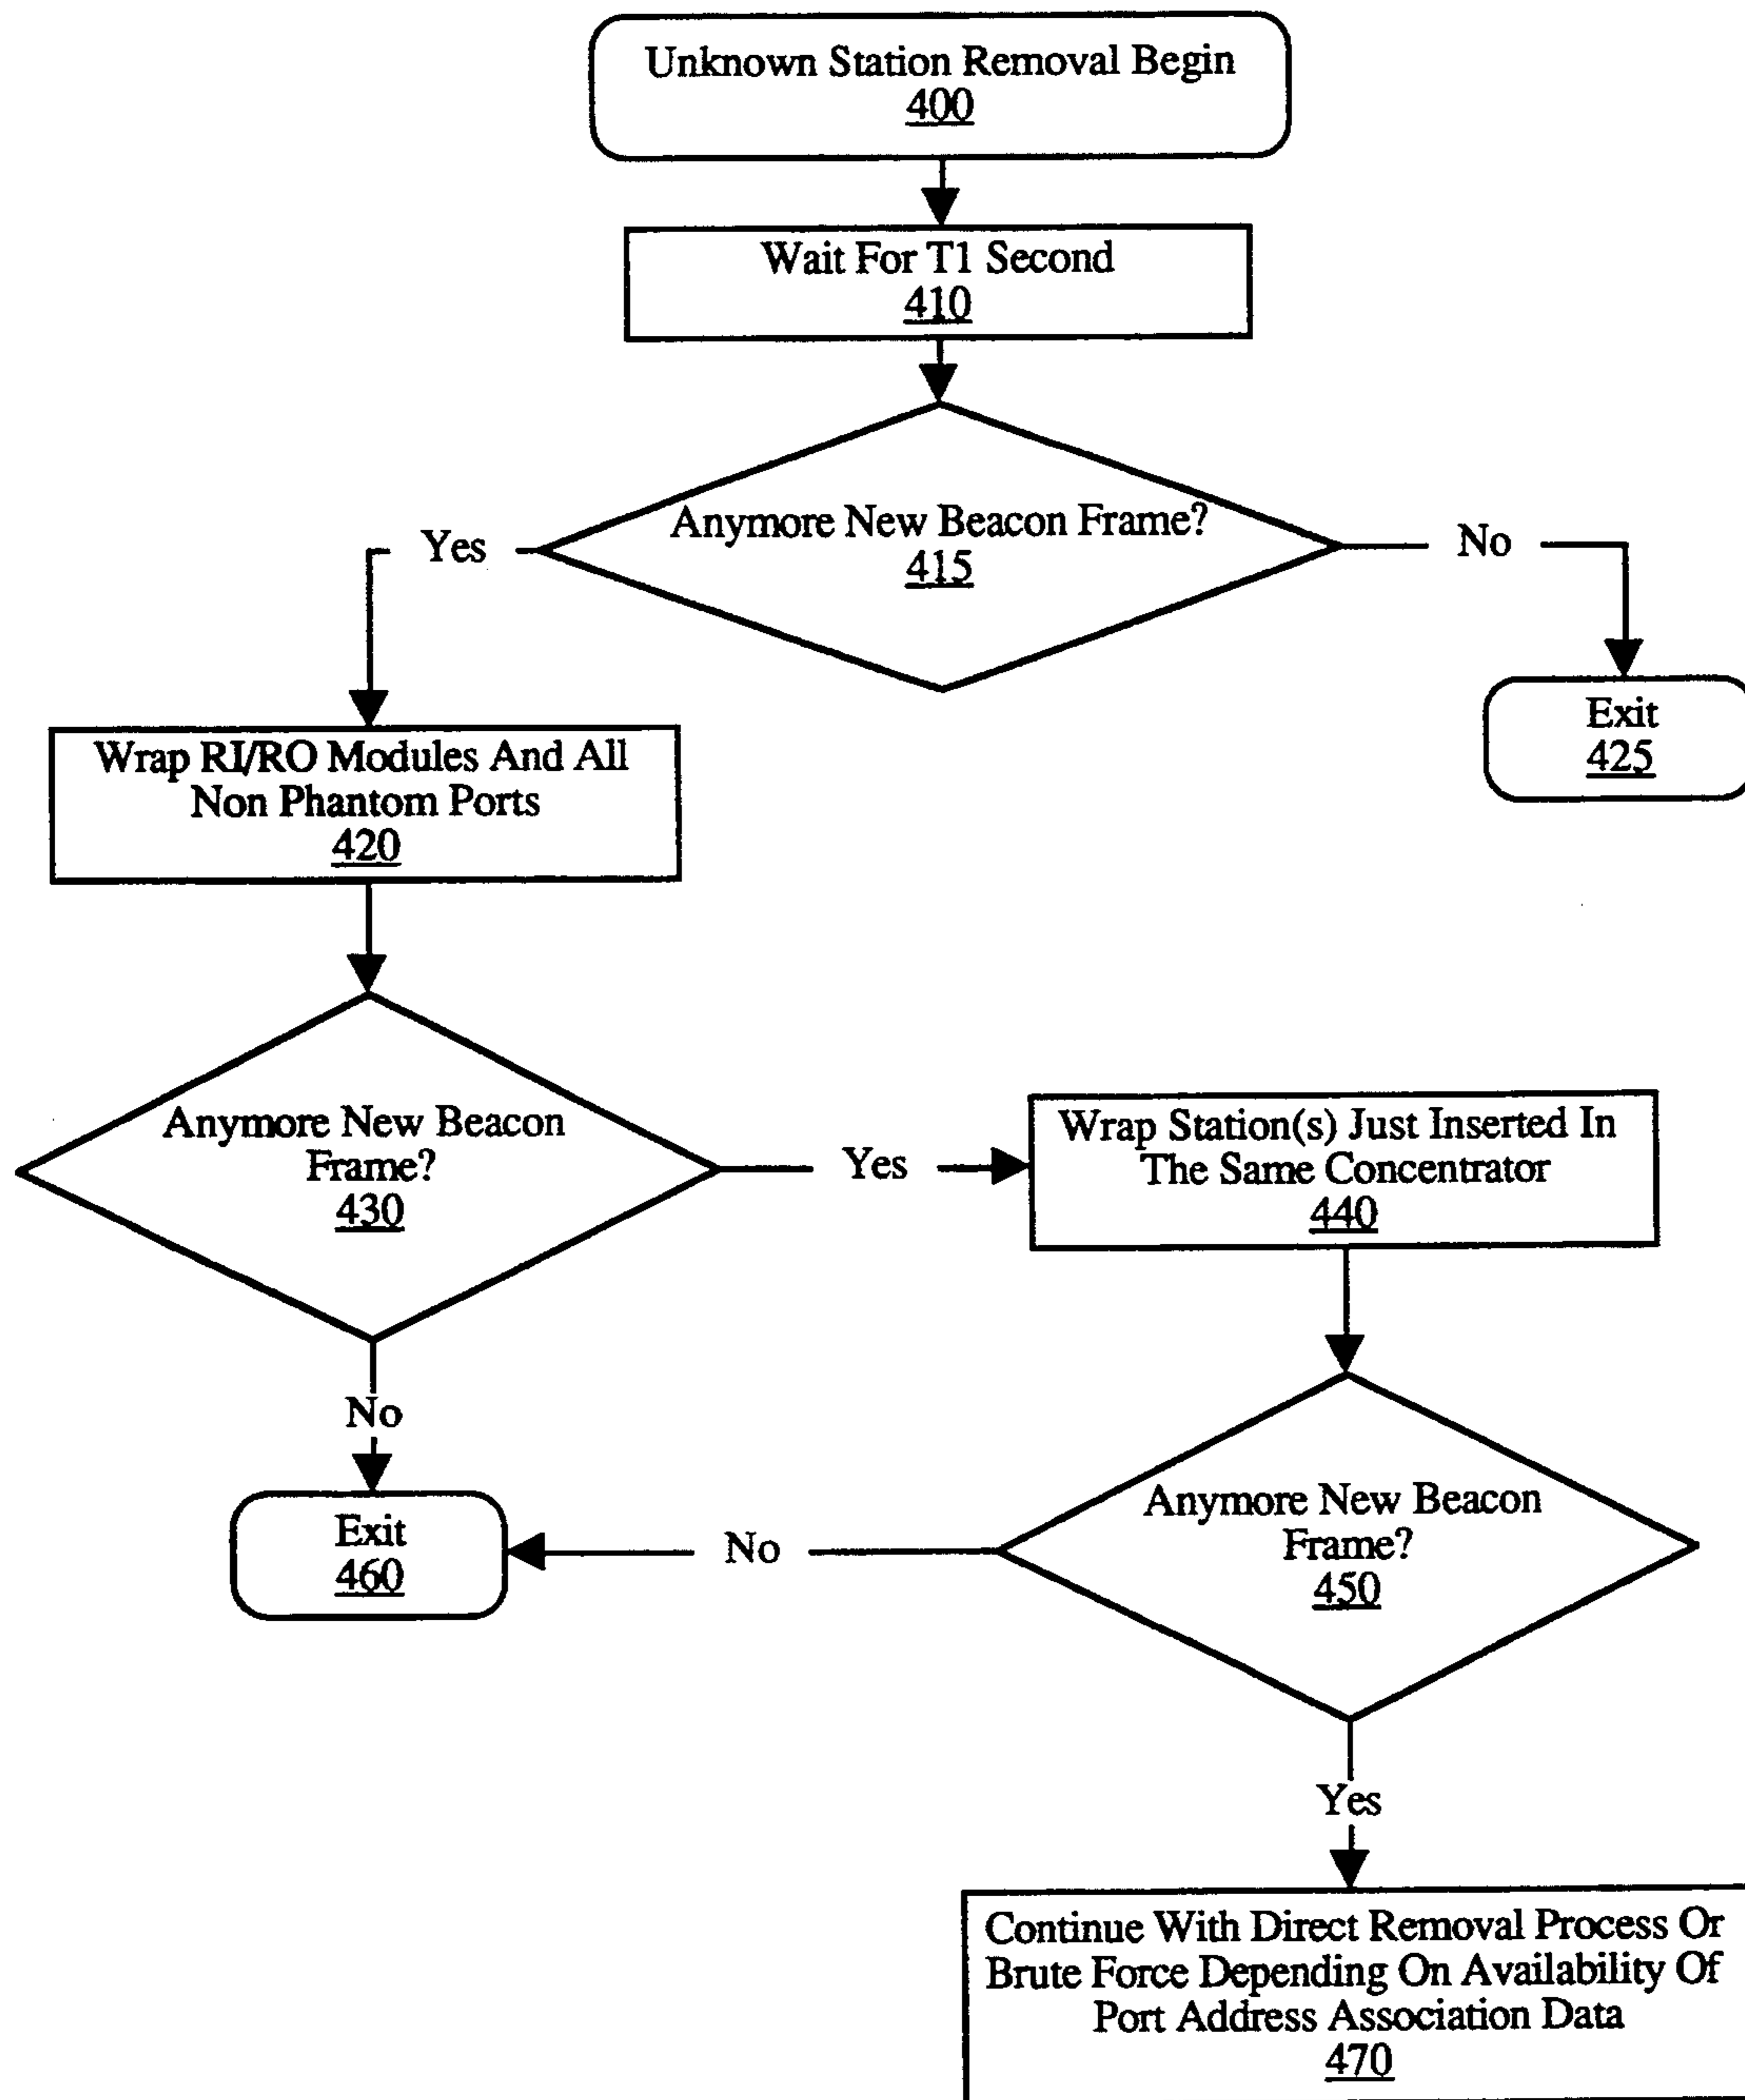 Unknown Station Removal Begin
400
Wait For T1 Second
410
Anymore New Beacon Frame?
415
Yes
No
Exit
425
Wrap RI/RO Modules And All
Non Phantom Ports
420
Anymore New Beacon
Frame?
430
Yes
Wrap Station(s) Just Inserted In
The Same Concentrator
440
No
Anymore New Beacon
Frame?
450
No
Exit
460
Yes
Continue With Direct Removal Process Or
Brute Force Depending On Availability Of
Port Address Association Data
470